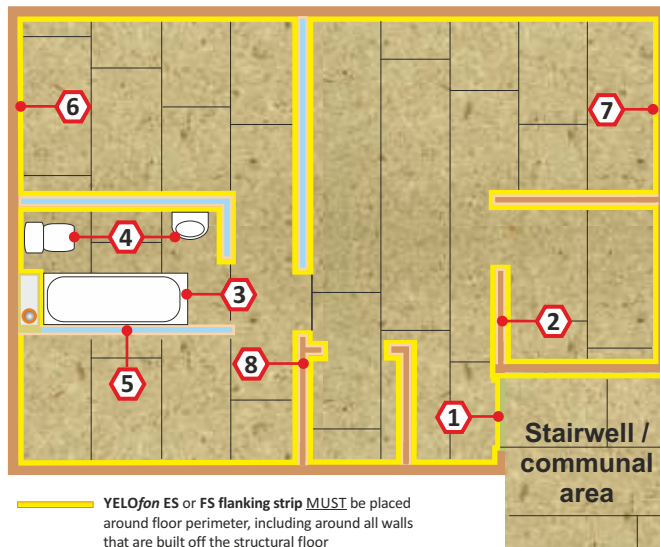 6
7
4
3
2
8
5
1
Stairwell /
communal
area
YELOfon ES or FS flanking strip MUST be placed
around floor perimeter, including around all walls
that are built off the structural floor